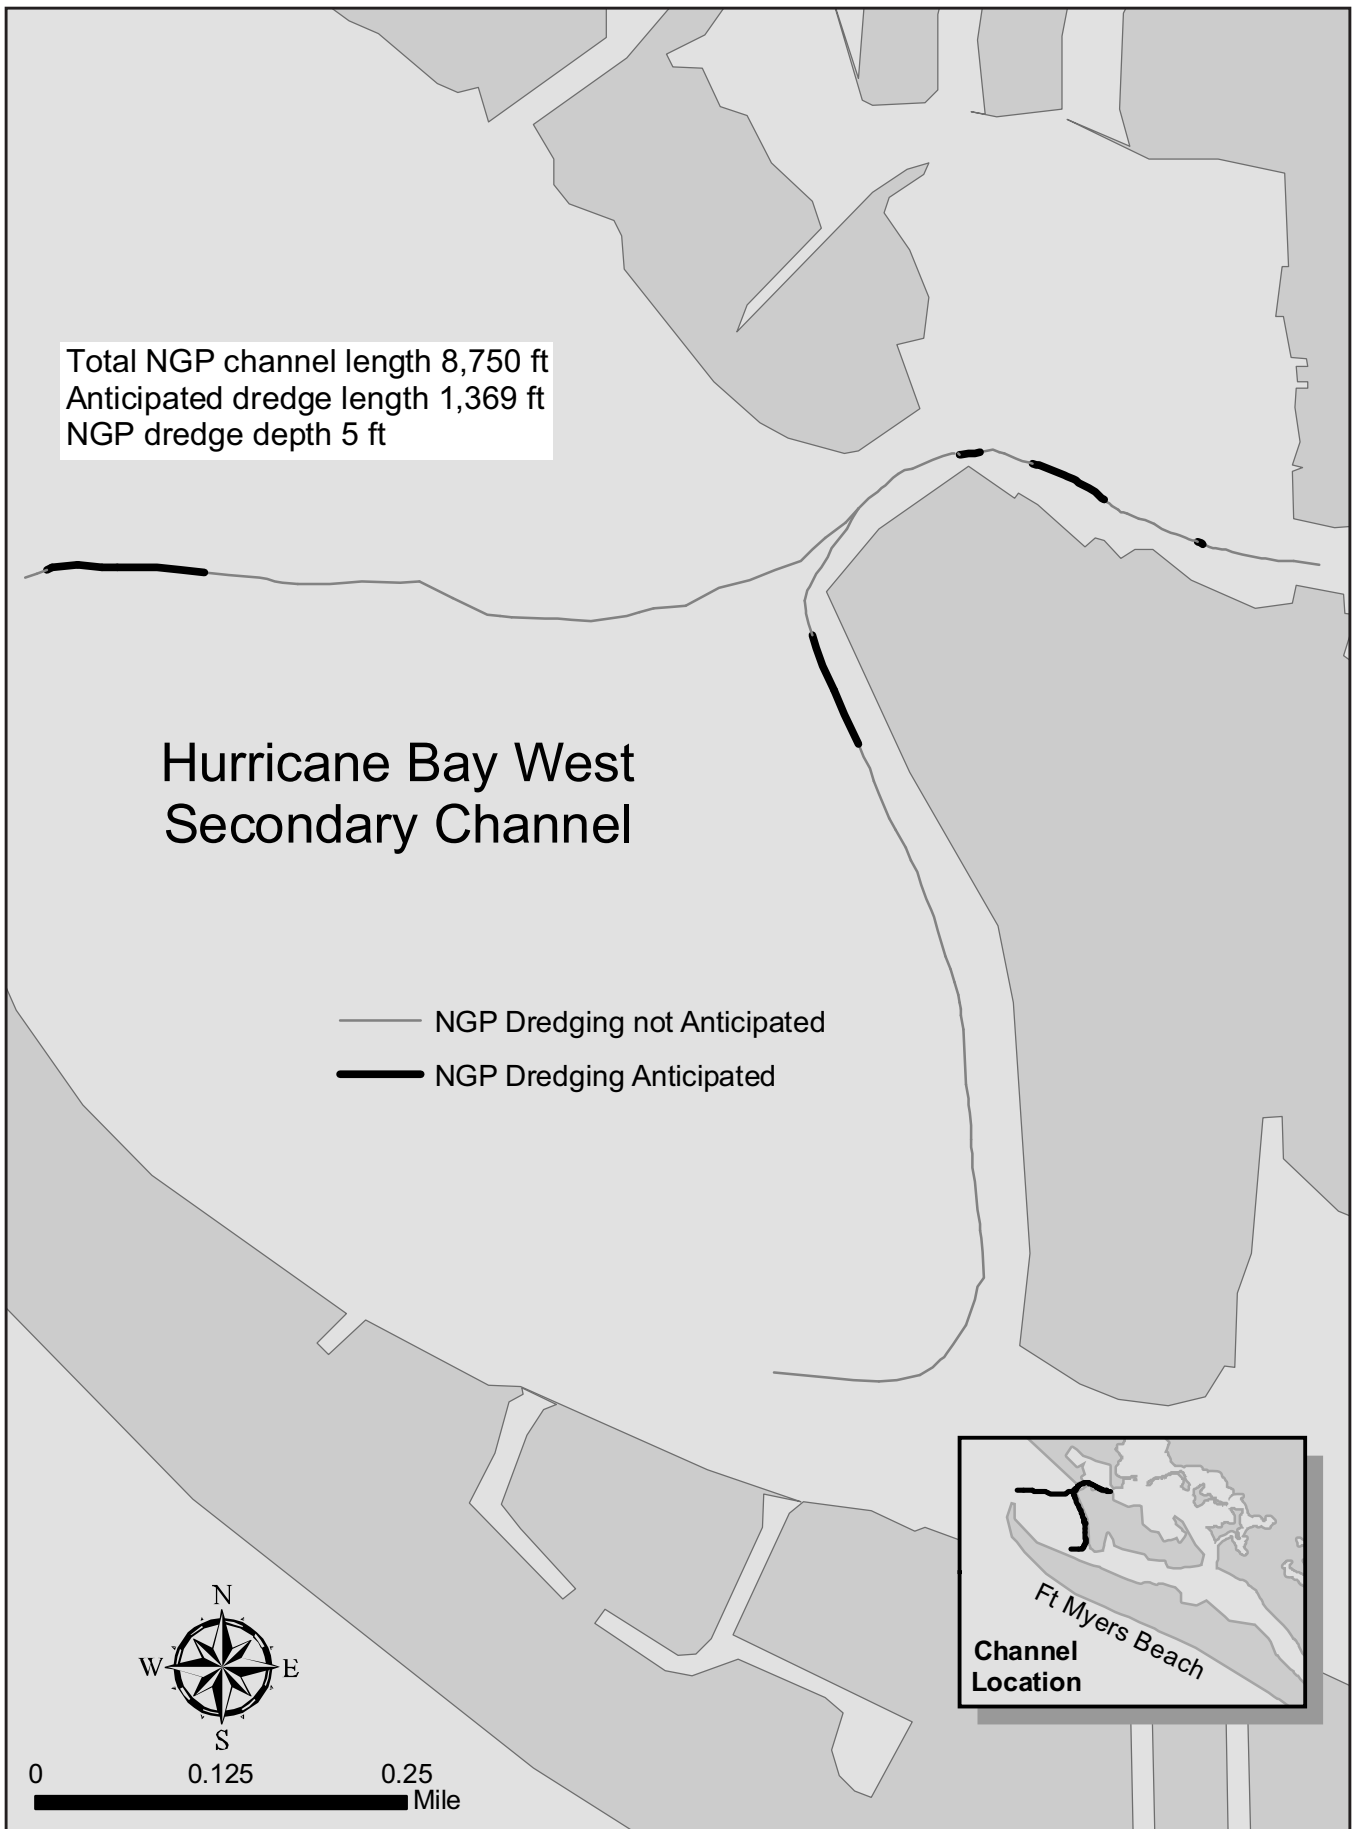 Total NGP channel length 8,750 ft
Anticipated dredge length 1,369 ft
NGP dredge depth 5 ft
Hurricane Bay West
Secondary Channel
NGP Dredging not Anticipated
NGP Dredging Anticipated
Ft Myers Beach
Channel
Location
N
W
E
S
0
0.125
0.25
Mile